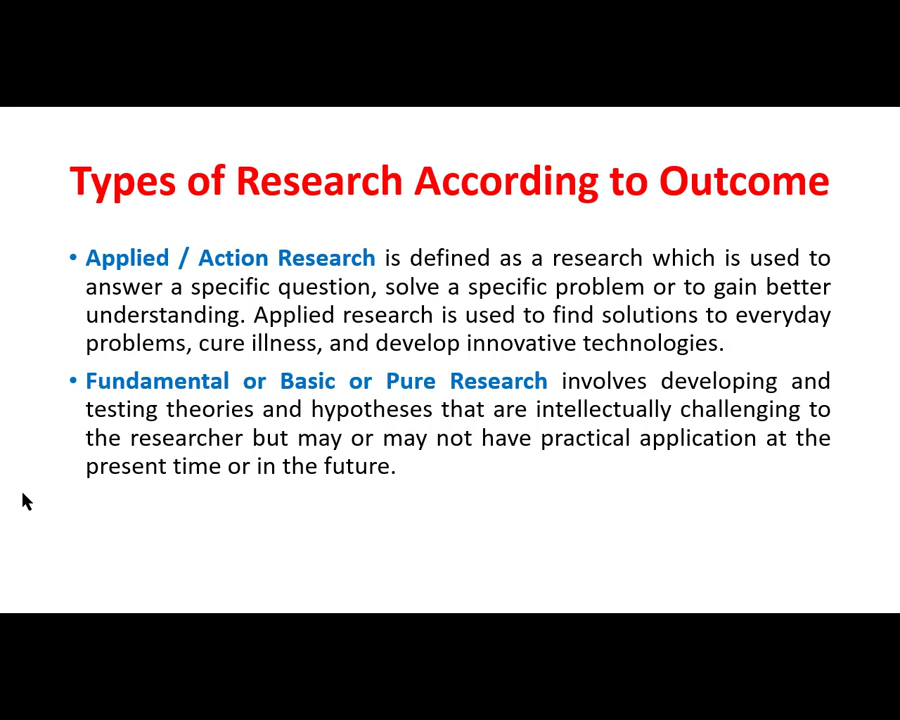 Types of Research According to Outcome
• Applied / Action Research is defined as a research which is used to
answer a specific question, solve a specific problem or to gain better
understanding. Applied research is used to find solutions to everyday
problems, cure illness, and develop innovative technologies.
• Fundamental or Basic or Pure Research involves developing and
testing theories and hypotheses that are intellectually challenging to
the researcher but may or may not have practical application at the
present time or in the future.